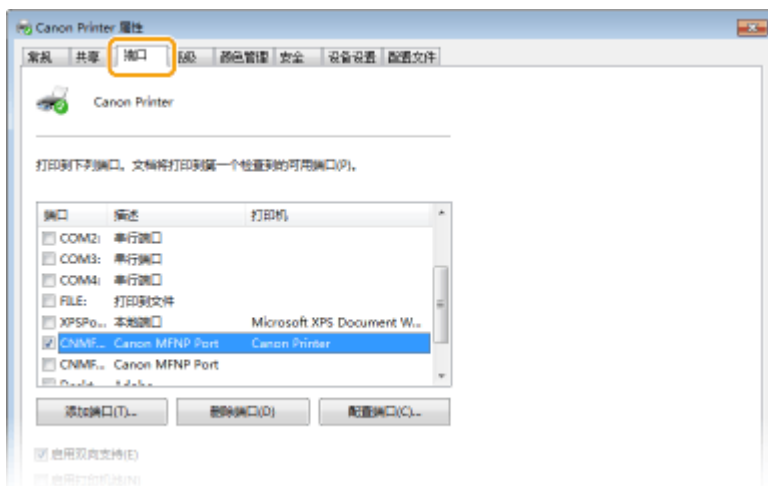 Canon Printer 属性
常规 共享 端口 高级 颜色管理 安全 设备设置 配置文件
Canon Printer
打印到下列端口。文档将打印到第一个检查到的可用端口(P)。
端口 描述 打印机
COM2: 串行端口
COM3: 串行端口
COM4: 串行端口
FILE: 打印到文件
XPSPo... 本地端口 Microsoft XPS Document W...
CNMF... Canon MFNP Port Canon Printer
CNMF... Canon MFNP Port
添加端口(T)... 删除端口(D) 配置端口(C)...
启用双向支持(E)
启用打印机池(N)